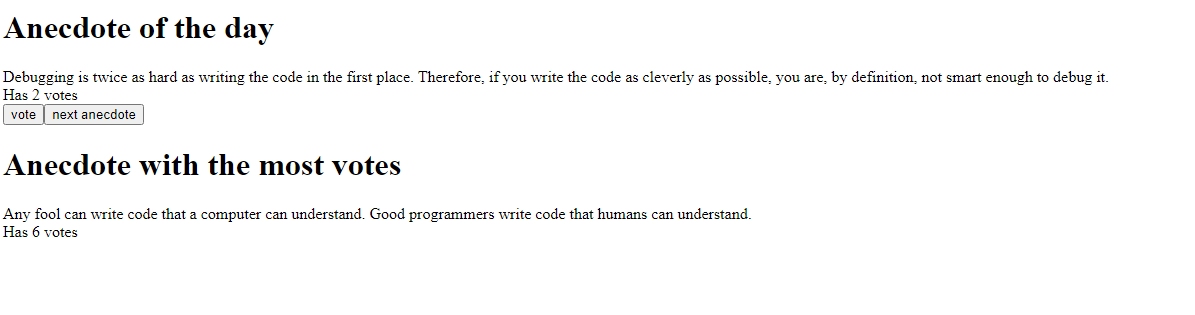 Anecdote of the day
Debugging is twice as hard as writing the code in the first place. Therefore, if you write the code as cleverly as possible, you are, by definition, not smart enough to debug it.
Has 2 votes
vote next anecdote
Anecdote with the most votes
Any fool can write code that a computer can understand. Good programmers write code that humans can understand.
Has 6 votes